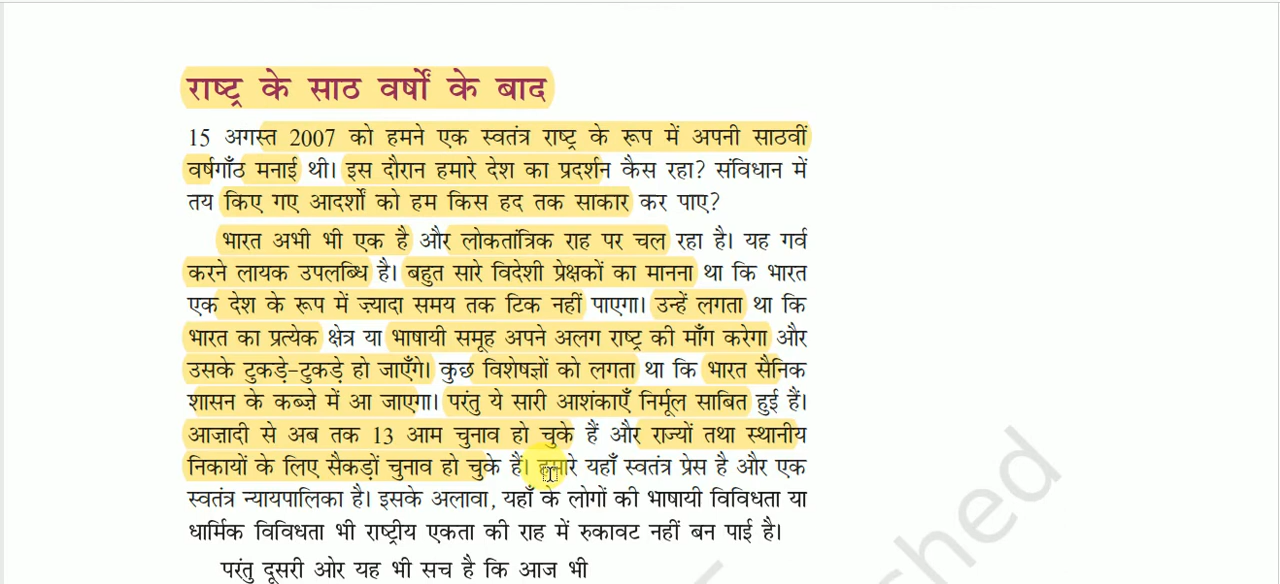 राष्ट्र के साठ वर्षों के बाद
15 अगस्त 2007 को हमने एक स्वतंत्र राष्ट्र के रूप में अपनी साठवीं
वर्षगाँठ मनाई थी। इस दौरान हमारे देश का प्रदर्शन कैस रहा? संविधान में
तय किए गए आदर्शों को हम किस हद तक साकार कर पाए?
भारत अभी भी एक है और लोकतांत्रिक राह पर चल रहा है। यह गर्व
करने लायक उपलब्धि है। बहुत सारे विदेशी प्रेक्षकों का मानना था कि भारत
एक देश के रूप में ज़्यादा समय तक टिक नहीं पाएगा। उन्हें लगता था कि
भारत का प्रत्येक क्षेत्र या भाषायी समूह अपने अलग राष्ट्र की माँग करेगा और
उसके टुकड़े-टुकड़े हो जाएँगे। कुछ विशेषज्ञों को लगता था कि भारत सैनिक
शासन के कब्ज़े में आ जाएगा। परंतु ये सारी आशंकाएँ निर्मूल साबित हुई हैं।
आज़ादी से अब तक 13 आम चुनाव हो चुके हैं और राज्यों तथा स्थानीय
निकायों के लिए सैकड़ों चुनाव हो चुके हैं। हमारे यहाँ स्वतंत्र प्रेस है और एक
स्वतंत्र न्यायपालिका है। इसके अलावा, यहाँ के लोगों की भाषायी विविधता या
धार्मिक विविधता भी राष्ट्रीय एकता की राह में रुकावट नहीं बन पाई है।
परंतु दूसरी ओर यह भी सच है कि आज भी